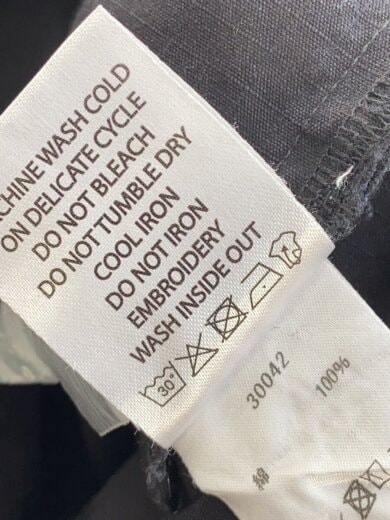 CHINE WASH COLD
ON DELICATE CYCLE
DO NOT BLEACH
DO NOT TUMBLE DRY
COOL IRON
DO NOT IRON
EMBROIDERY
WASH INSIDE OUT
30°
30042
100%
綿